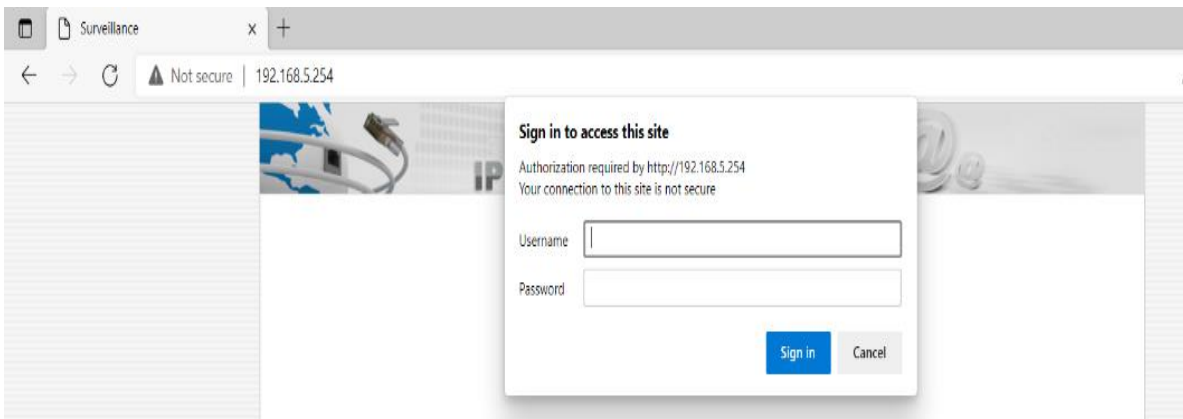 Surveillance
Not secure 192.168.5.254
Sign in to access this site
Authorization required by http://192.168.5.254
Your connection to this site is not secure
IP
Username
Password
Sign in Cancel